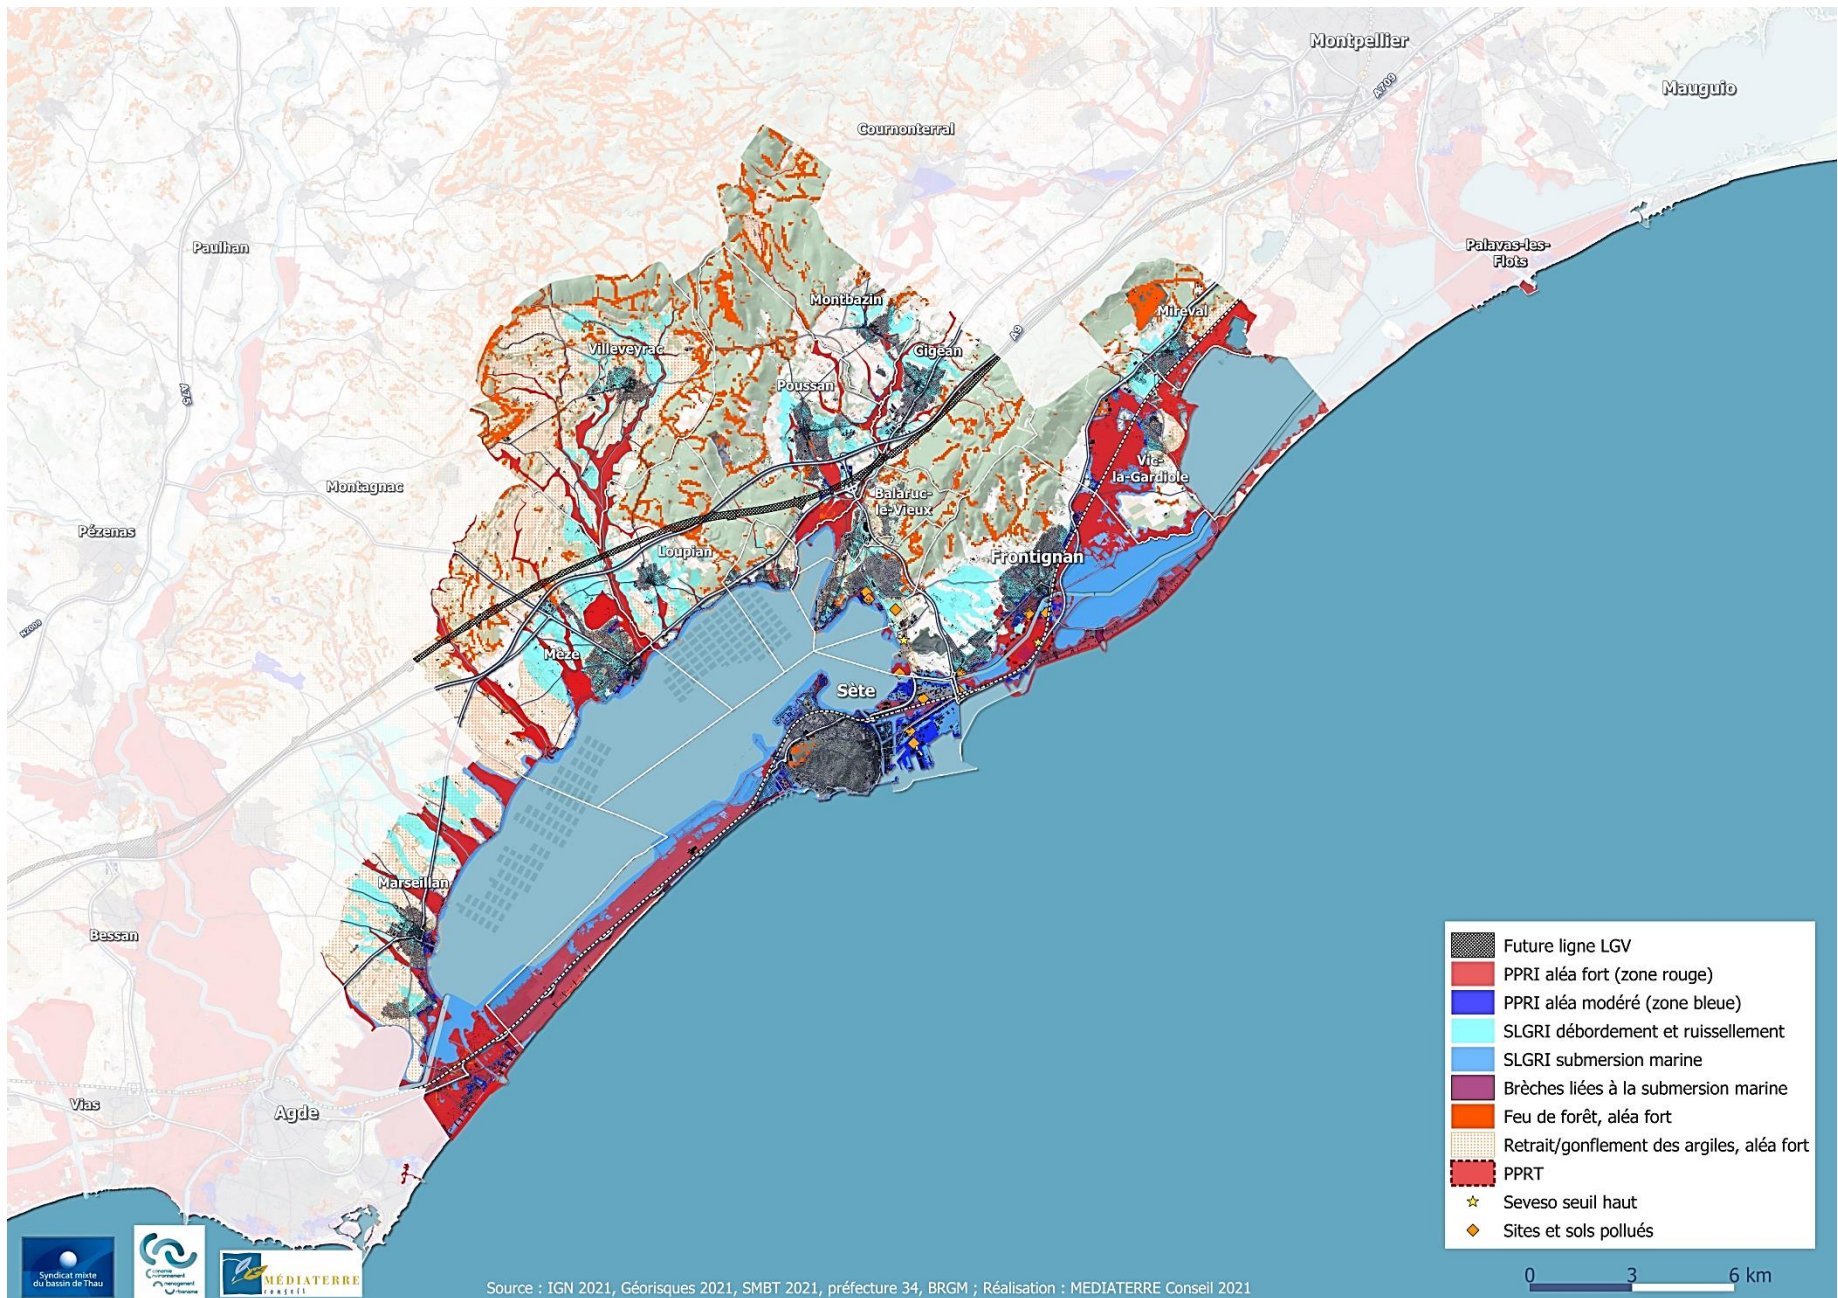 Montpellier
Mauguio
A709
Cournonterral
Paulhan
Palavas-les-
Flots
Montbazin
Mireval
A9
Villeveyrac
Gigean
Poussan
A75
Vic-
la-Gardiole
Montagnac
Balaruc-
le-Vieux
Pézenas
Loupian
Frontignan
Mèze
Sète
Marseillan
Bessan
Vias
Agde
Future ligne LGV
PPRI aléa fort (zone rouge)
PPRI aléa modéré (zone bleue)
SLGRI débordement et ruissellement
SLGRI submersion marine
Brèches liées à la submersion marine
Feu de forêt, aléa fort
Retrait/gonflement des argiles, aléa fort
PPRT
Seveso seuil haut
Sites et sols pollués
0 3 6 km
Syndicat mixte
du bassin de Thau
MÉDIATERRE
conseil
Source : IGN 2021, Géorisques 2021, SMBT 2021, préfecture 34, BRGM ; Réalisation : MEDIATERRE Conseil 2021